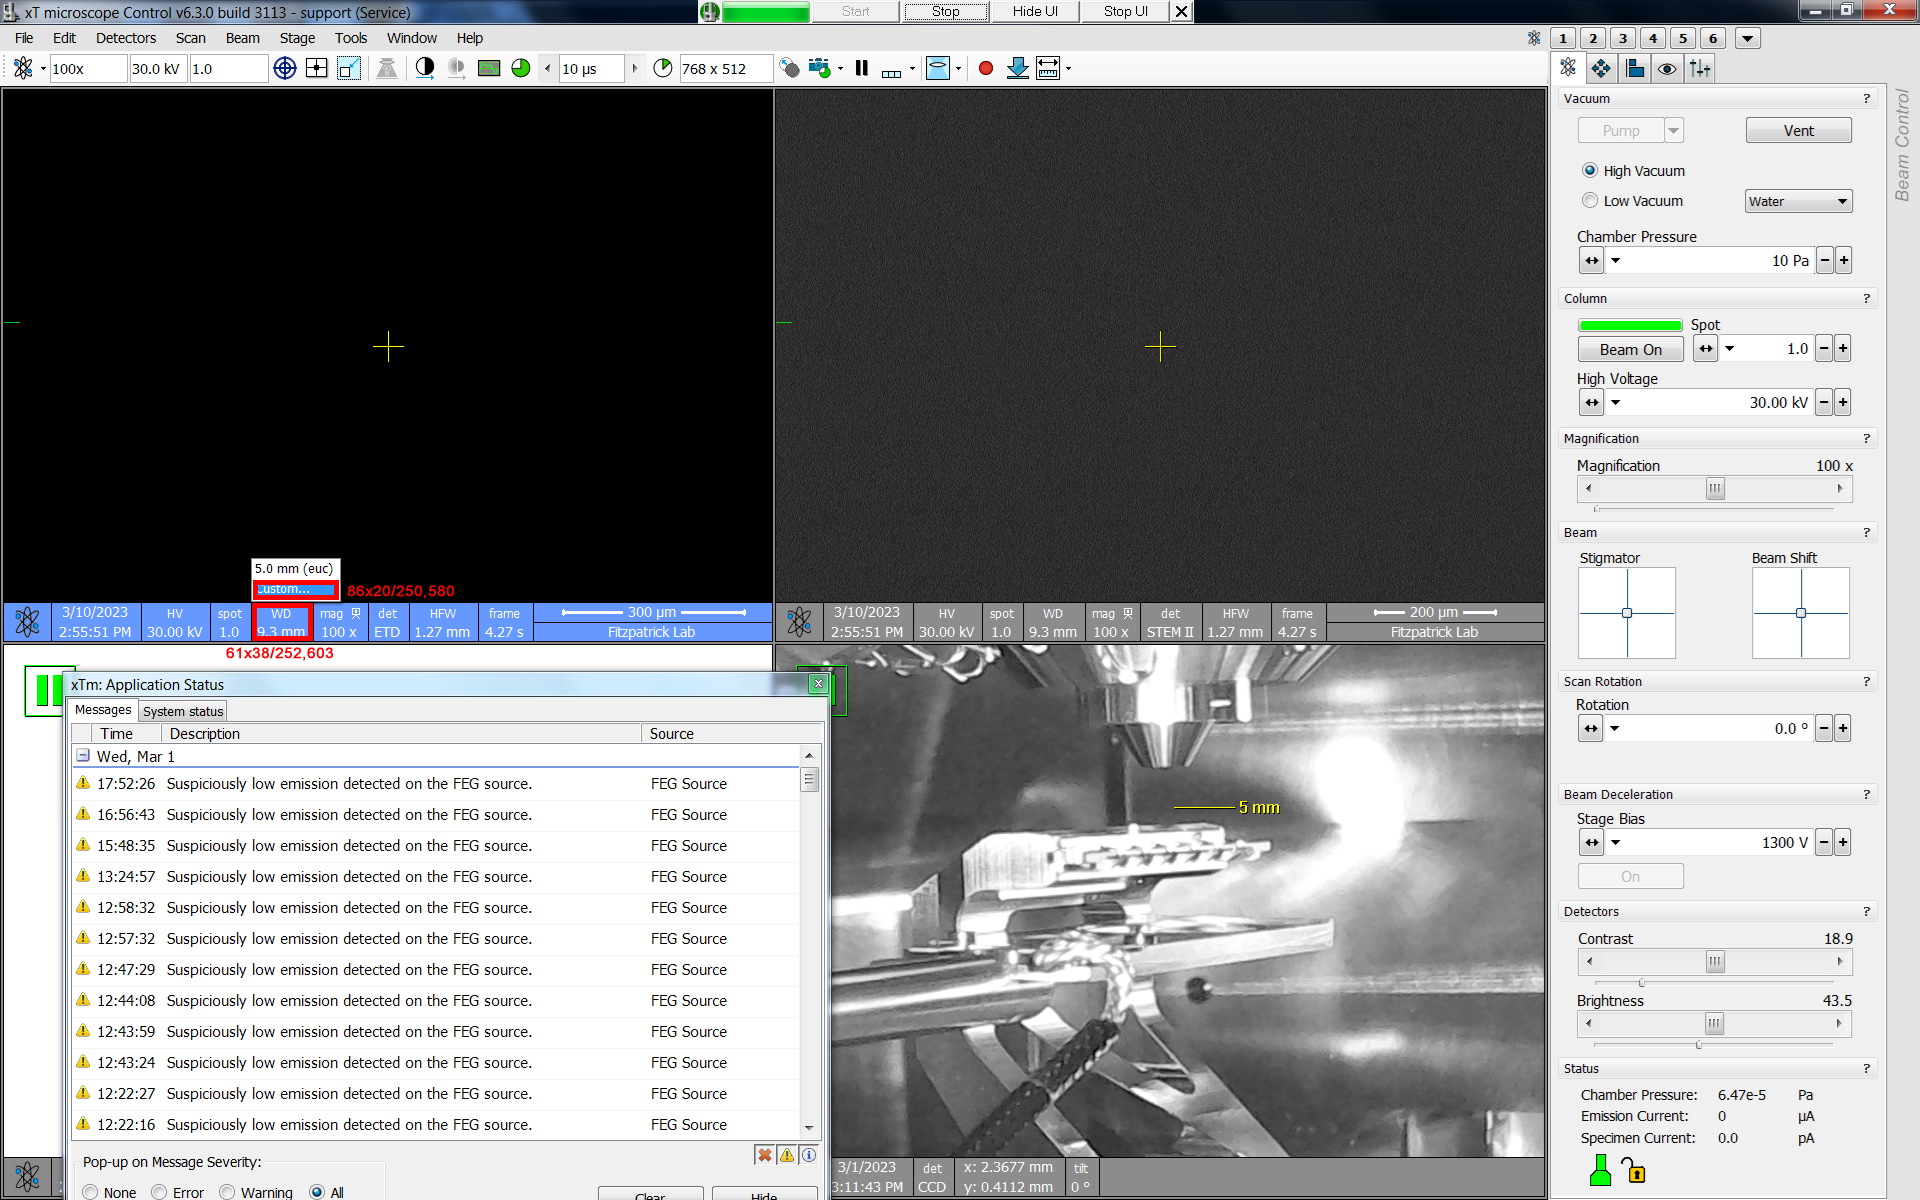 xT microscope Control v6.3.0 build 3113 - support (Service)
Start
Stop
Hide UI
Stop UI
File Edit Detectors Scan Beam Stage Tools Window Help
1 2 3 4 5 6
100x 30.0 kV 1.0 10 µs 768 x 512
5.0 mm (euc)
Custom...
86x20/250,580
3/10/2023 HV spot WD mag det HFW frame 300 µm
2:55:51 PM 30.00 kV 1.0 9.3 mm 100 x ETD 1.27 mm 4.27 s Fitzpatrick Lab
61x38/252,603
3/10/2023 HV spot WD mag det HFW frame 200 µm
2:55:51 PM 30.00 kV 1.0 9.3 mm 100 x STEM II 1.27 mm 4.27 s Fitzpatrick Lab
xTm: Application Status
Messages System status
Time Description Source
Wed, Mar 1
17:52:26 Suspiciously low emission detected on the FEG source. FEG Source
16:56:43 Suspiciously low emission detected on the FEG source. FEG Source
15:48:35 Suspiciously low emission detected on the FEG source. FEG Source
13:24:57 Suspiciously low emission detected on the FEG source. FEG Source
12:58:32 Suspiciously low emission detected on the FEG source. FEG Source
12:57:32 Suspiciously low emission detected on the FEG source. FEG Source
12:47:29 Suspiciously low emission detected on the FEG source. FEG Source
12:44:08 Suspiciously low emission detected on the FEG source. FEG Source
12:43:59 Suspiciously low emission detected on the FEG source. FEG Source
12:43:24 Suspiciously low emission detected on the FEG source. FEG Source
12:22:27 Suspiciously low emission detected on the FEG source. FEG Source
12:22:16 Suspiciously low emission detected on the FEG source. FEG Source
Pop-up on Message Severity:
None Error Warning All
Clear Hide
5 mm
3/1/2023 det x: 2.3677 mm tilt
3:11:43 PM CCD y: 0.4112 mm 0 °
Beam Control
Vacuum ?
Pump Vent
High Vacuum
Low Vacuum Water
Chamber Pressure
10 Pa
Column ?
Spot
Beam On 1.0
High Voltage
30.00 kV
Magnification ?
Magnification 100 x
Beam ?
Stigmator Beam Shift
Scan Rotation ?
Rotation
0.0 °
Beam Deceleration ?
Stage Bias
1300 V
On
Detectors ?
Contrast 18.9
Brightness 43.5
Status ?
Chamber Pressure: 6.47e-5 Pa
Emission Current: 0 µA
Specimen Current: 0.0 pA